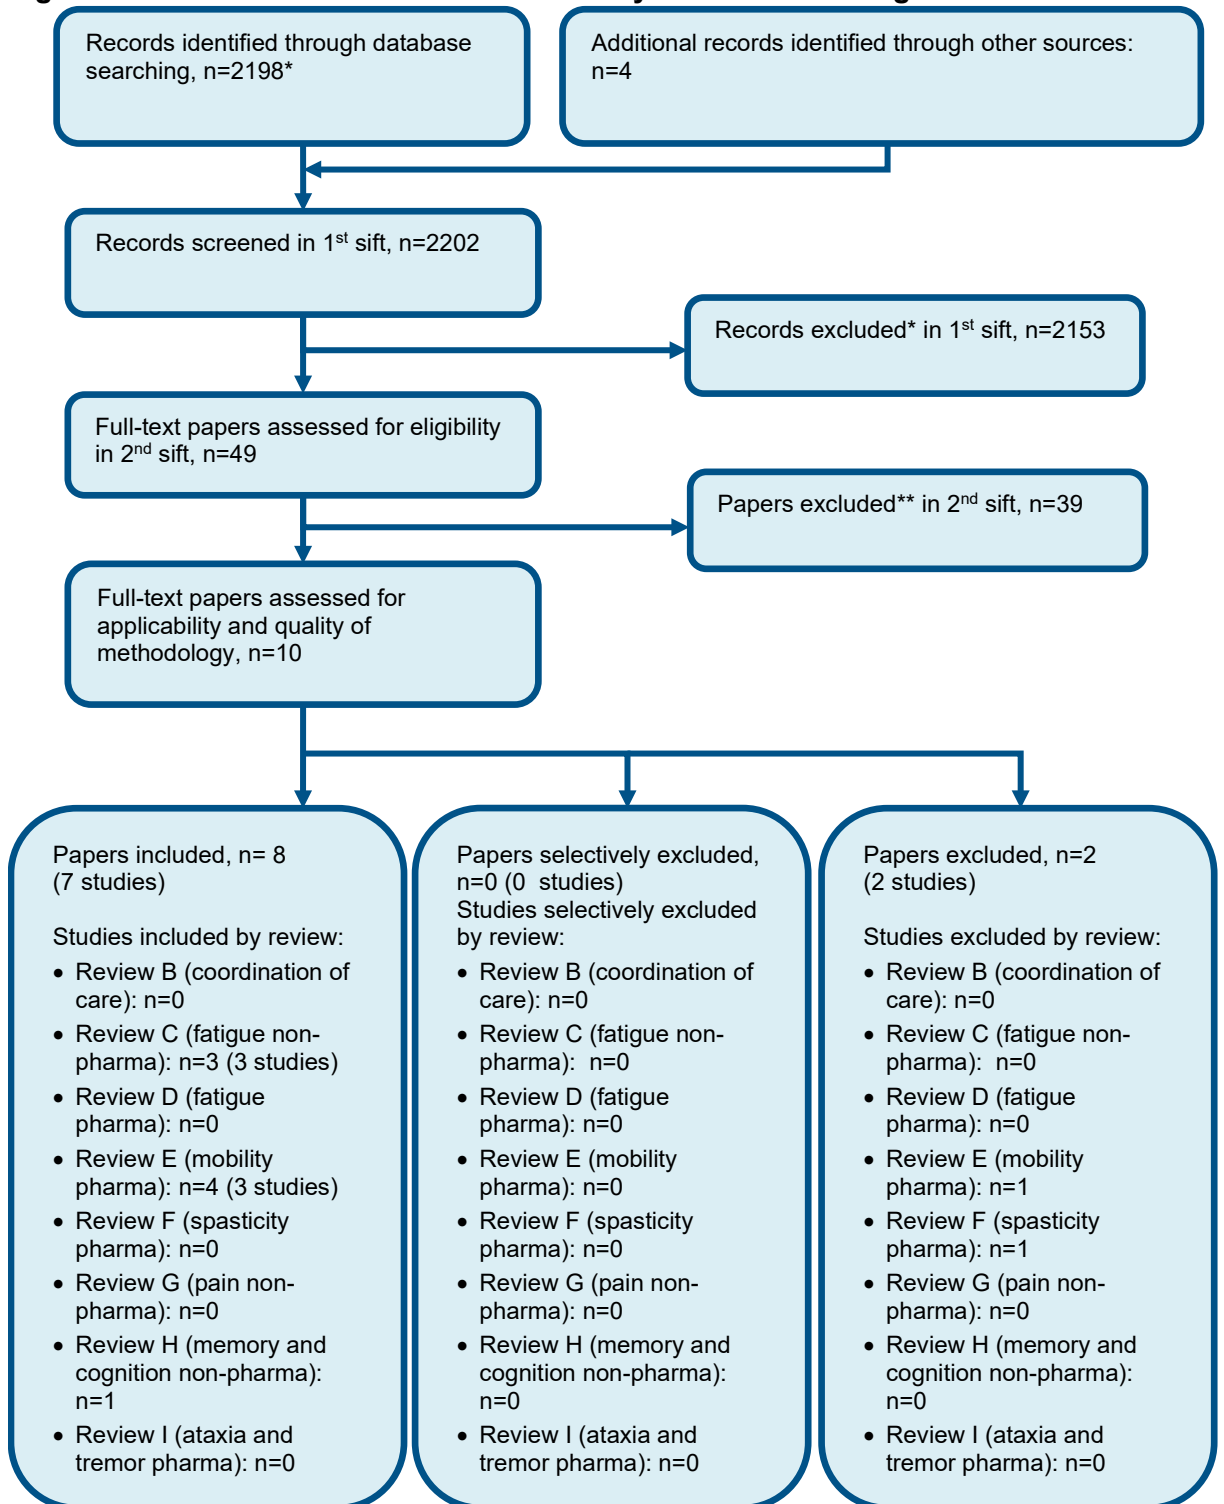 Records identified through database
searching, n=2198*
Additional records identified through other sources:
n=4
Records screened in 1st sift, n=2202
Records excluded* in 1st sift, n=2153
Full-text papers assessed for eligibility
in 2nd sift, n=49
Papers excluded** in 2nd sift, n=39
Full-text papers assessed for
applicability and quality of
methodology, n=10
Papers included, n= 8
(7 studies)
Studies included by review:
• Review B (coordination of
care): n=0
• Review C (fatigue non-
pharma): n=3 (3 studies)
• Review D (fatigue
pharma): n=0
• Review E (mobility
pharma): n=4 (3 studies)
• Review F (spasticity
pharma): n=0
• Review G (pain non-
pharma): n=0
• Review H (memory and
cognition non-pharma):
n=1
• Review I (ataxia and
tremor pharma): n=0
Papers selectively excluded,
n=0 (0  studies)
Studies selectively excluded
by review:
• Review B (coordination of
care): n=0
• Review C (fatigue non-
pharma):  n=0
• Review D (fatigue
pharma): n=0
• Review E (mobility
pharma): n=0
• Review F (spasticity
pharma): n=0
• Review G (pain non-
pharma): n=0
• Review H (memory and
cognition non-pharma):
n=0
• Review I (ataxia and
tremor pharma): n=0
Papers excluded, n=2
(2 studies)
Studies excluded by review:
• Review B (coordination of
care): n=0
• Review C (fatigue non-
pharma):  n=0
• Review D (fatigue
pharma): n=0
• Review E (mobility
pharma): n=1
• Review F (spasticity
pharma): n=1
• Review G (pain non-
pharma): n=0
• Review H (memory and
cognition non-pharma):
n=0
• Review I (ataxia and
tremor pharma): n=0